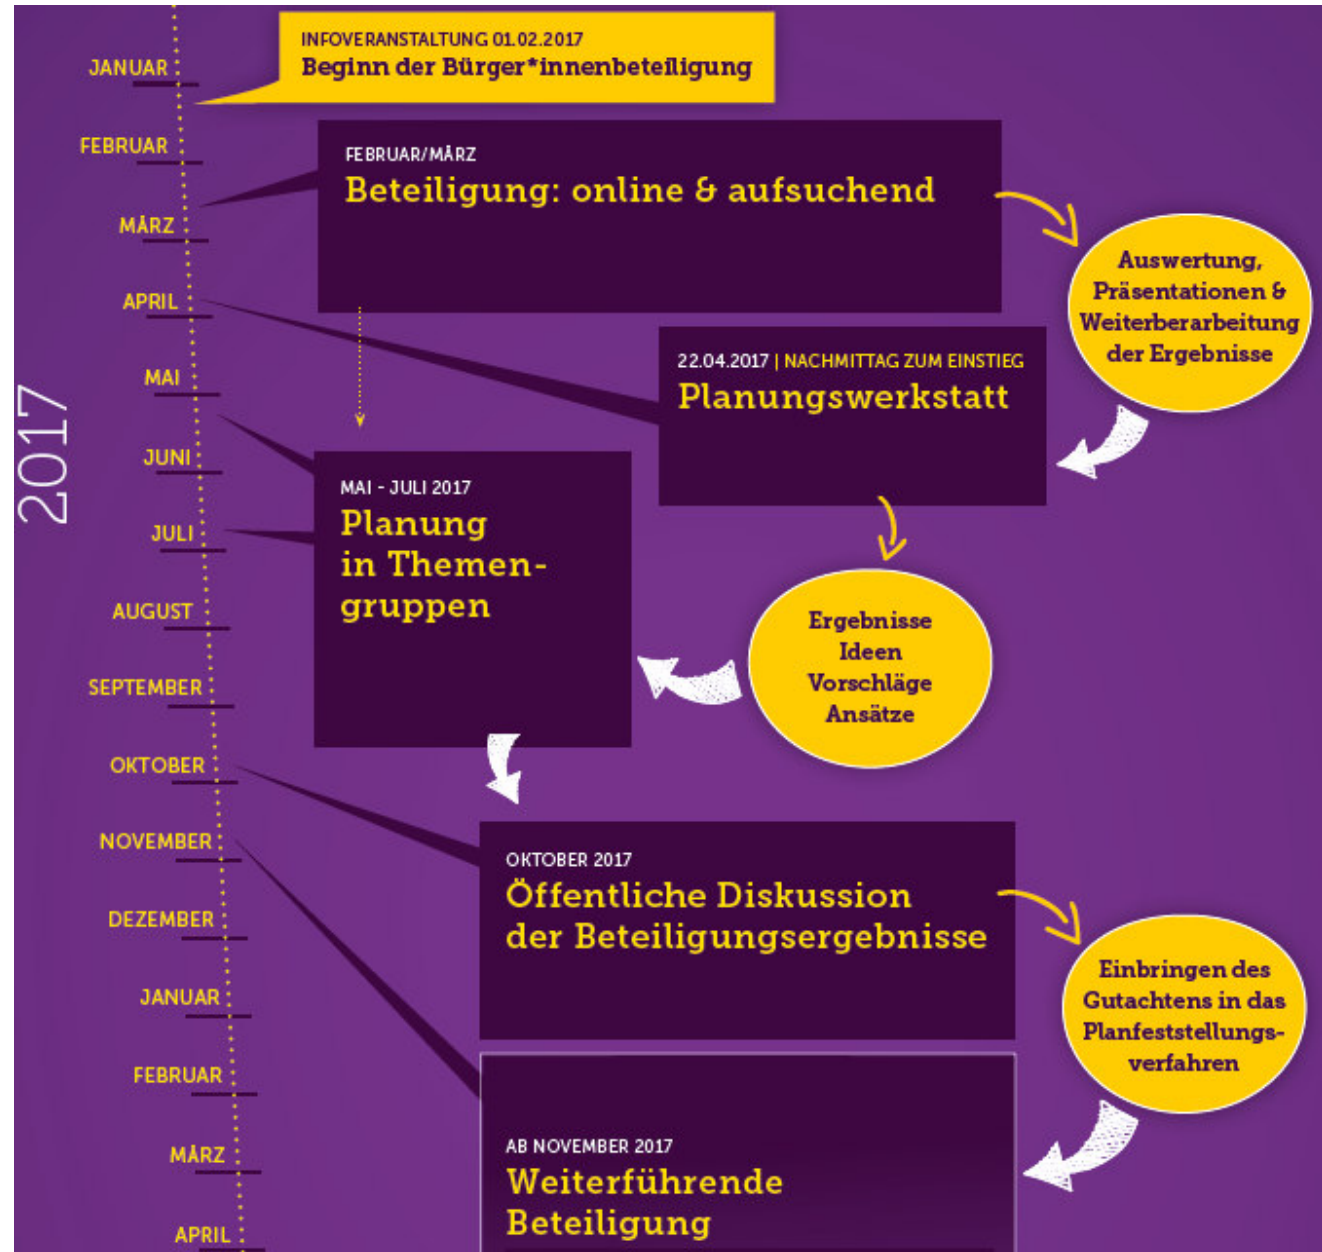 INFOVERANSTALTUNG 01.02.2017
Beginn der Bürger*innenbeteiligung
JANUAR
FEBRUAR
MÄRZ
APRIL
MAI
JUNI
JULI
AUGUST
SEPTEMBER
OKTOBER
NOVEMBER
DEZEMBER
JANUAR
FEBRUAR
MÄRZ
APRIL
2017
FEBRUAR/MÄRZ
Beteiligung: online & aufsuchend
Auswertung,
Präsentationen &
Weiterberarbeitung
der Ergebnisse
22.04.2017 | NACHMITTAG ZUM EINSTIEG
Planungswerkstatt
MAI - JULI 2017
Planung
in Themen-
gruppen
Ergebnisse
Ideen
Vorschläge
Ansätze
OKTOBER 2017
Öffentliche Diskussion
der Beteiligungsergebnisse
Einbringen des
Gutachtens in das
Planfeststellungs-
verfahren
AB NOVEMBER 2017
Weiterführende
Beteiligung